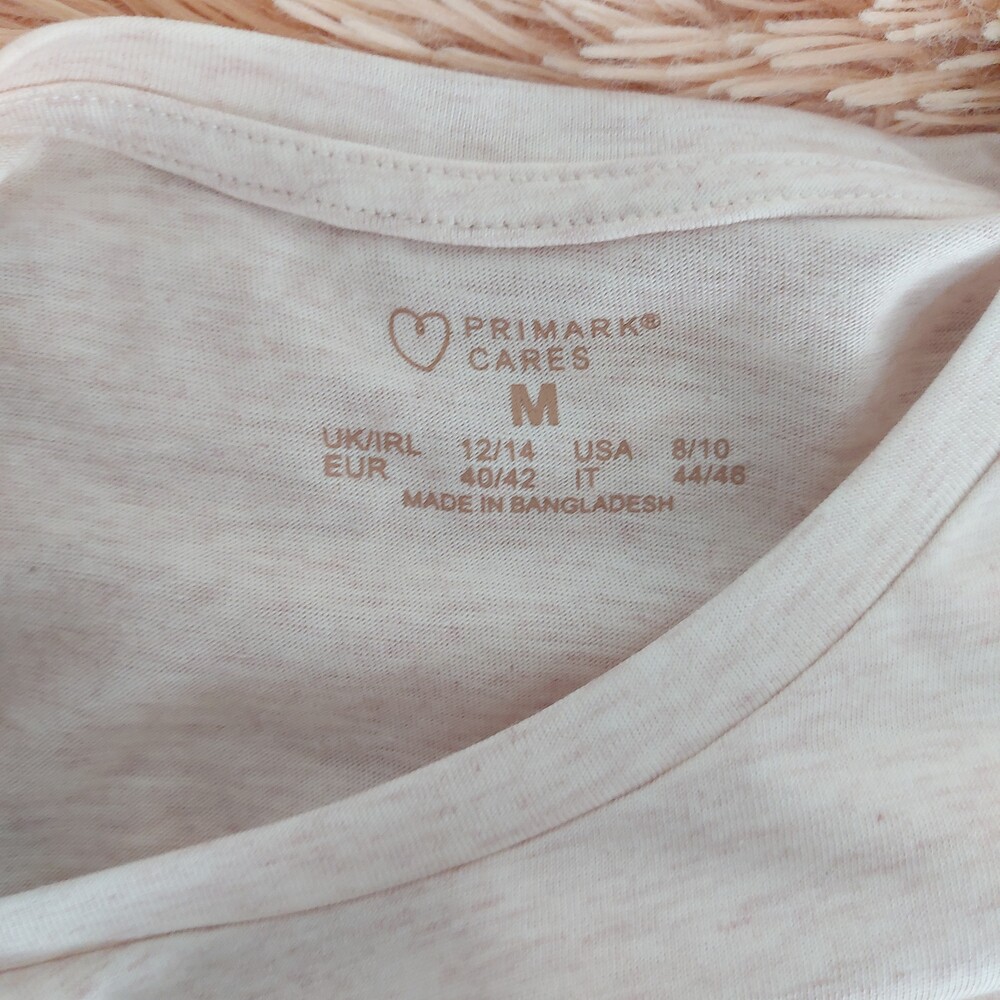 PRIMARK®
CARES
M
UK/IRL 12/14 USA 8/10
EUR 40/42 IT 44/46
MADE IN BANGLADESH